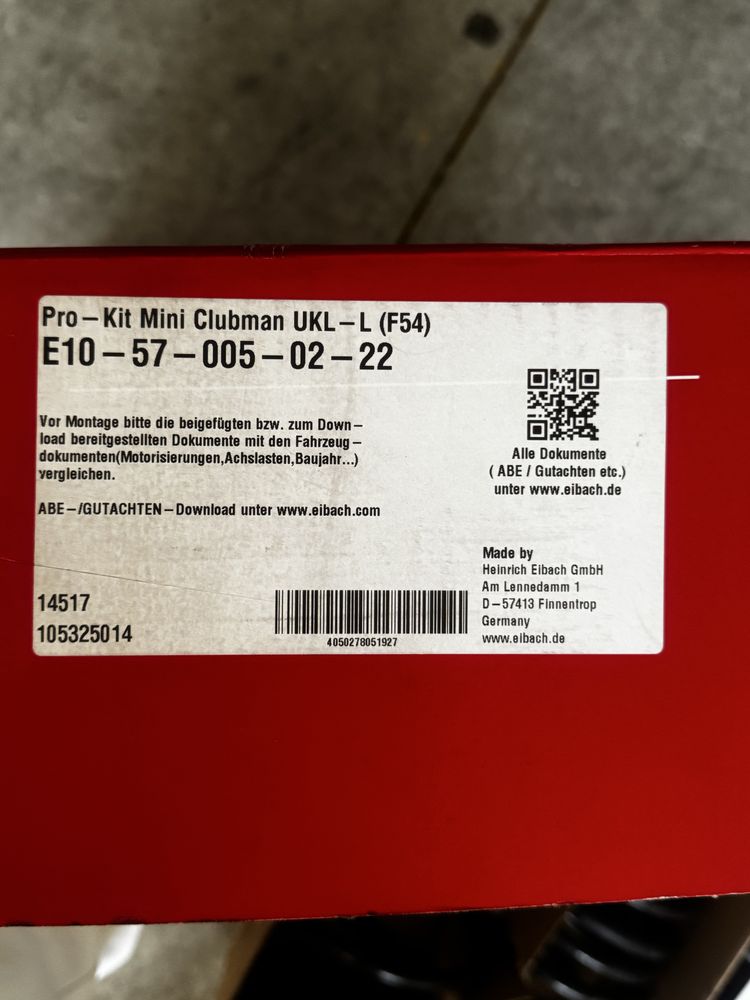 Pro-Kit Mini Clubman UKL-L (F54)
E10-57-005-02-22
Vor Montage bitte die beigefügten bzw. zum Down-
load bereitgestellten Dokumente mit den Fahrzeug-
dokumenten(Motorisierungen,Achslasten,Baujahr...)
vergleichen.
ABE-/GUTACHTEN-Download unter www.eibach.com
Alle Dokumente
( ABE / Gutachten etc.)
unter www.eibach.de
14517
105325014
4050278051927
Made by
Heinrich Eibach GmbH
Am Lennedamm 1
D-57413 Finnentrop
Germany
www.eibach.de